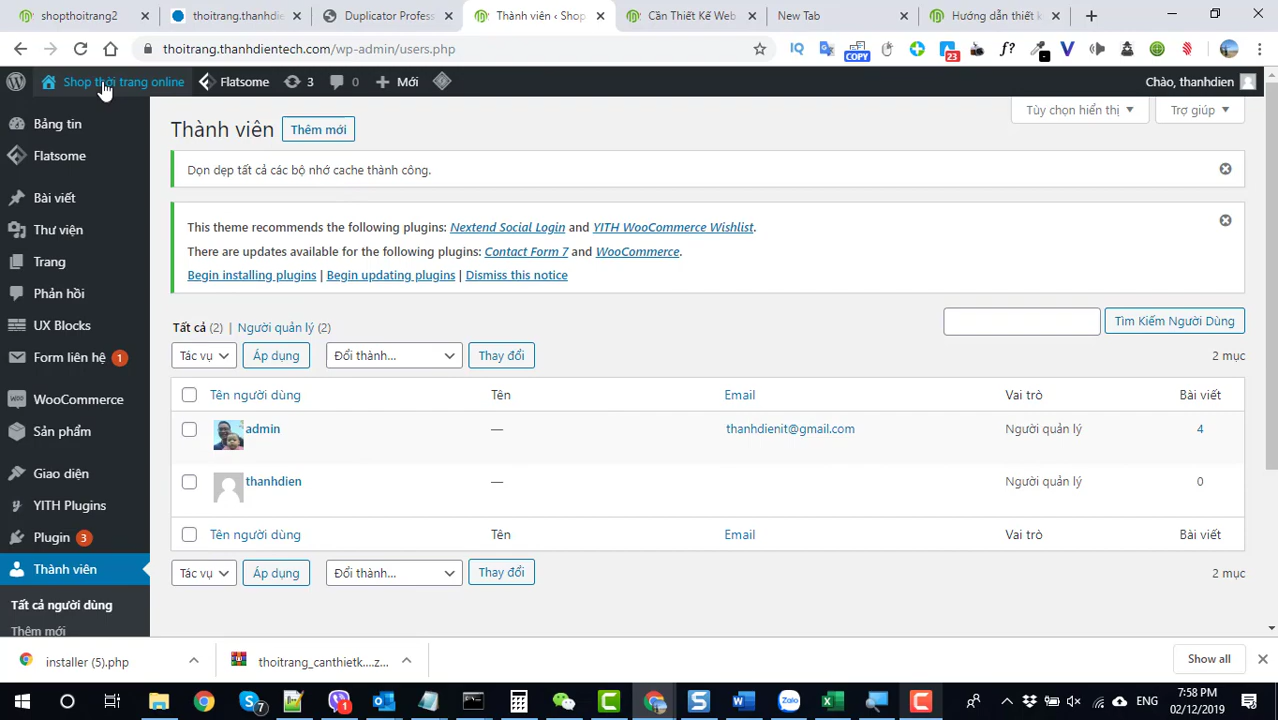 shopthoitrang2
thoitrang.thanhdie
Duplicator Profess
Thành viên ‹ Shop
Cần Thiết Kế Web
New Tab
Hướng dẫn thiết k
thoitrang.thanhdientech.com/wp-admin/users.php
IQ
COPY
23
f?
Shop thời trang online
Flatsome
3
0
Mới
Chào, thanhdien
Bảng tin
Flatsome
Bài viết
Thư viện
Trang
Phản hồi
UX Blocks
Form liên hệ 1
WooCommerce
Sản phẩm
Giao diện
YITH Plugins
Plugin 3
Thành viên
Tất cả người dùng
Thêm mới
Tùy chọn hiển thị
Trợ giúp
Thành viên Thêm mới
Dọn dẹp tất cả các bộ nhớ cache thành công.
This theme recommends the following plugins: Nextend Social Login and YITH WooCommerce Wishlist.
There are updates available for the following plugins: Contact Form 7 and WooCommerce.
Begin installing plugins | Begin updating plugins | Dismiss this notice
Tất cả (2) | Người quản lý (2)
Tìm Kiếm Người Dùng
Tác vụ Áp dụng Đổi thành... Thay đổi
2 mục
Tên người dùng Tên Email Vai trò Bài viết
admin — thanhdienit@gmail.com Người quản lý 4
thanhdien — Người quản lý 0
Tên người dùng Tên Email Vai trò Bài viết
Tác vụ Áp dụng Đổi thành... Thay đổi
2 mục
installer (5).php
thoitrang_canthietk....z...
Show all
7
1
ENG
7:58 PM
02/12/2019